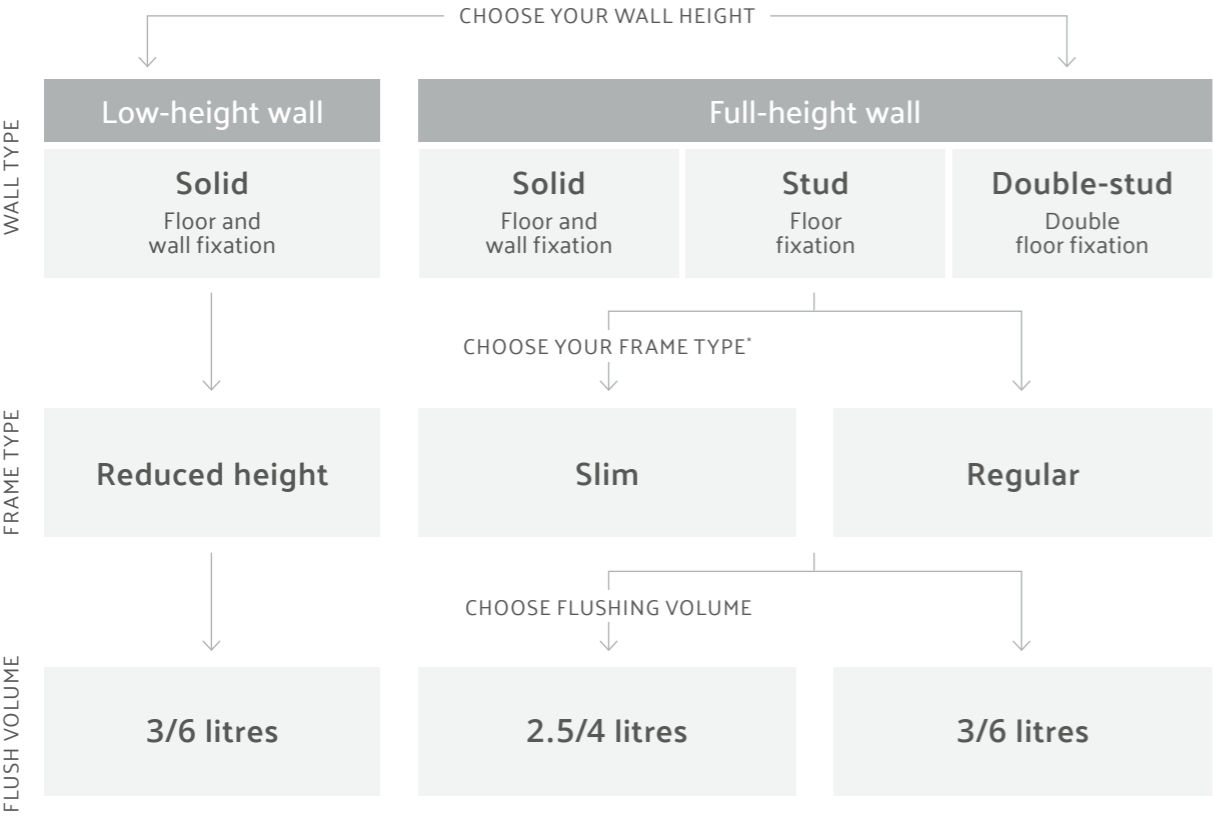 CHOOSE YOUR WALL HEIGHT
WALL TYPE
Low-height wall
Full-height wall
Solid
Floor and
wall fixation
Solid
Floor and
wall fixation
Stud
Floor
fixation
Double-stud
Double
floor fixation
CHOOSE YOUR FRAME TYPE*
FRAME TYPE
Reduced height
Slim
Regular
CHOOSE FLUSHING VOLUME
FLUSH VOLUME
3/6 litres
2.5/4 litres
3/6 litres